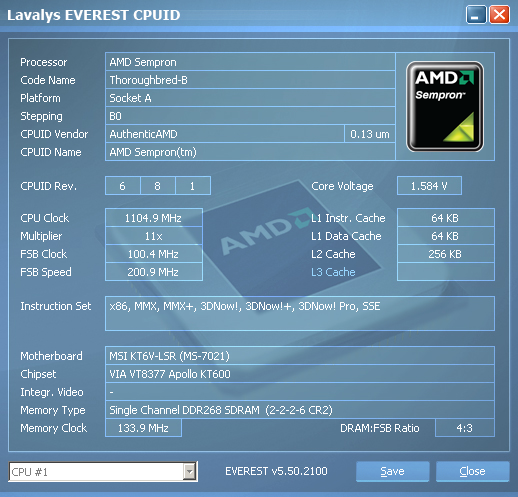 Lavalys EVEREST CPUID
Processor AMD Sempron
Code Name Thoroughbred-B
Platform Socket A
Stepping B0
CPUID Vendor AuthenticAMD 0.13 um
CPUID Name AMD Sempron(tm)
AMD
Sempron™
CPUID Rev. 6 8 1 Core Voltage 1.584 V
CPU Clock 1104.9 MHz L1 Instr. Cache 64 KB
Multiplier 11x L1 Data Cache 64 KB
FSB Clock 100.4 MHz L2 Cache 256 KB
FSB Speed 200.9 MHz L3 Cache
AMD
Instruction Set x86, MMX, MMX+, 3DNow!, 3DNow!+, 3DNow! Pro, SSE
Motherboard MSI KT6V-LSR (MS-7021)
Chipset VIA VT8377 Apollo KT600
Integr. Video -
Memory Type Single Channel DDR268 SDRAM (2-2-2-6 CR2)
Memory Clock 133.9 MHz DRAM:FSB Ratio 4:3
CPU #1 EVEREST v5.50.2100 Save Close